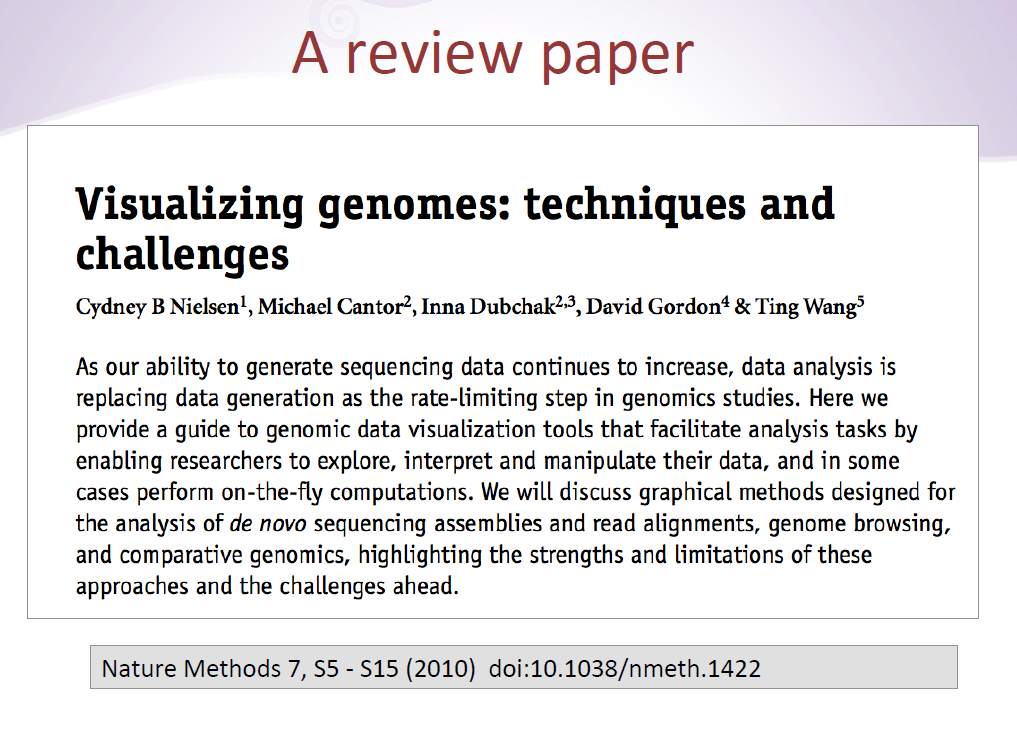 A review paper
Visualizing genomes: techniques and
challenges
Cydney B Nielsen¹, Michael Cantor², Inna Dubchak²,³, David Gordon⁴ & Ting Wang⁵
As our ability to generate sequencing data continues to increase, data analysis is
replacing data generation as the rate-limiting step in genomics studies. Here we
provide a guide to genomic data visualization tools that facilitate analysis tasks by
enabling researchers to explore, interpret and manipulate their data, and in some
cases perform on-the-fly computations. We will discuss graphical methods designed for
the analysis of de novo sequencing assemblies and read alignments, genome browsing,
and comparative genomics, highlighting the strengths and limitations of these
approaches and the challenges ahead.
Nature Methods 7, S5 - S15 (2010) doi:10.1038/nmeth.1422